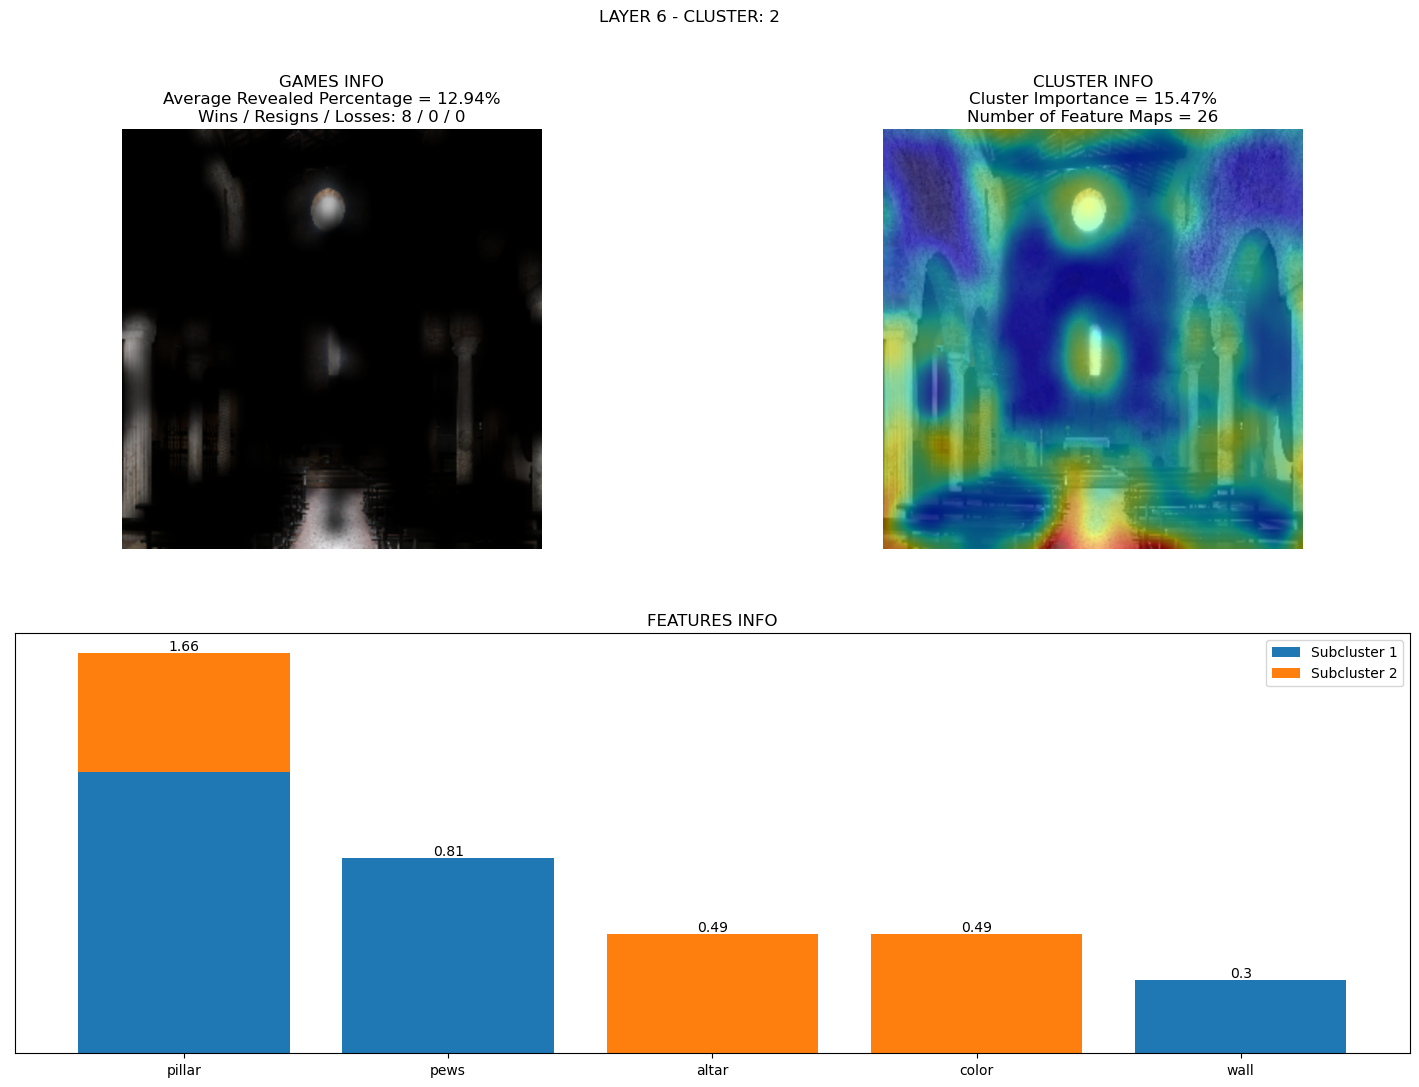 LAYER 6 - CLUSTER: 2
GAMES INFO
Average Revealed Percentage = 12.94%
Wins / Resigns / Losses: 8 / 0 / 0
CLUSTER INFO
Cluster Importance = 15.47%
Number of Feature Maps = 26
FEATURES INFO
1.66
0.81
0.49
0.49
0.3
Subcluster 1
Subcluster 2
pillar
pews
altar
color
wall